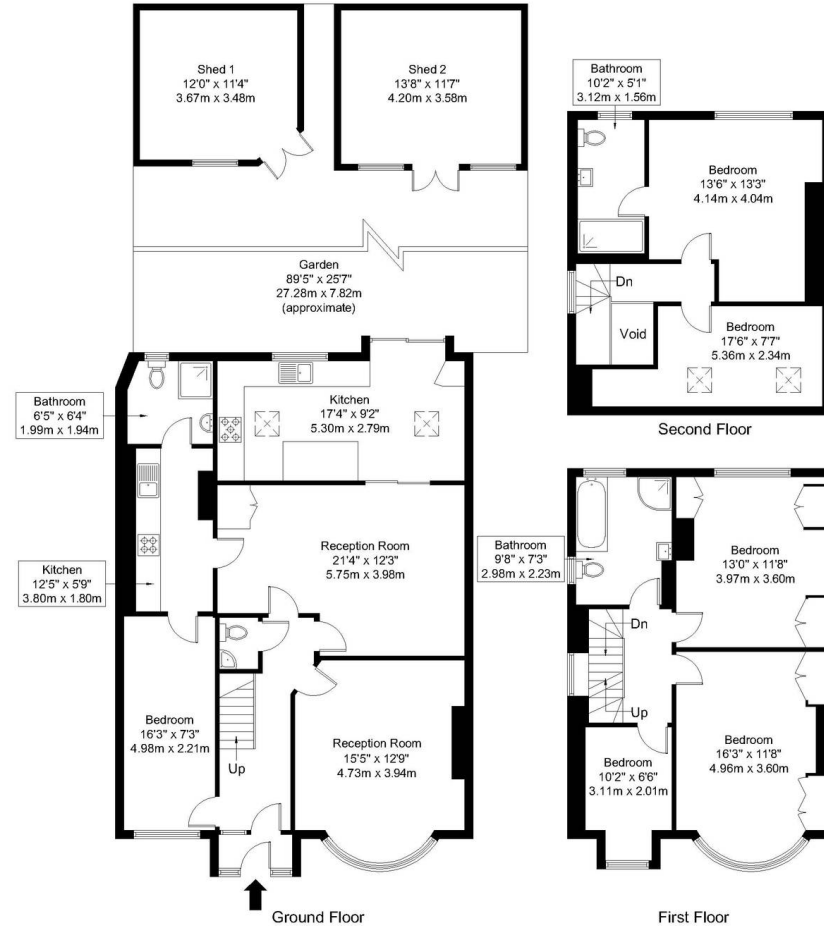 Shed 1
12'0" x 11'4"
3.67m x 3.48m
Shed 2
13'8" x 11'7"
4.20m x 3.58m
Garden
89'5" x 25'7"
27.28m x 7.82m
(approximate)
Bathroom
6'5" x 6'4"
1.99m x 1.94m
Kitchen
17'4" x 9'2"
5.30m x 2.79m
Kitchen
12'5" x 5'9"
3.80m x 1.80m
Reception Room
21'4" x 12'3"
5.75m x 3.98m
Bedroom
16'3" x 7'3"
4.98m x 2.21m
Up
Reception Room
15'5" x 12'9"
4.73m x 3.94m
Ground Floor
Bathroom
10'2" x 5'1"
3.12m x 1.56m
Bedroom
13'6" x 13'3"
4.14m x 4.04m
Dn
Void
Bedroom
17'6" x 7'7"
5.36m x 2.34m
Second Floor
Bathroom
9'8" x 7'3"
2.98m x 2.23m
Bedroom
13'0" x 11'8"
3.97m x 3.60m
Dn
Up
Bedroom
10'2" x 6'6"
3.11m x 2.01m
Bedroom
16'3" x 11'8"
4.96m x 3.60m
First Floor